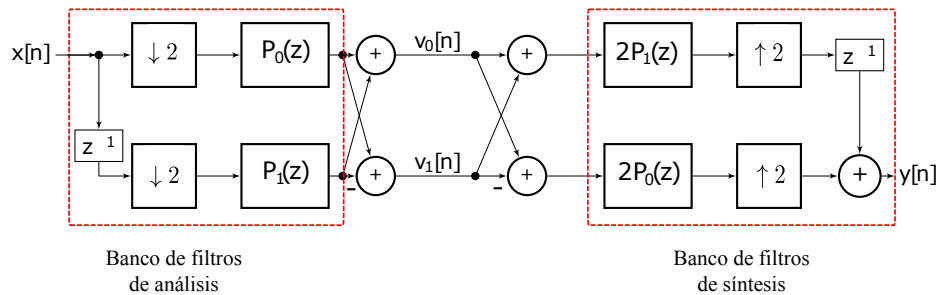 x[n]
↓ 2
P₀(z)
+
v₀[n]
+
2P₁(z)
↑ 2
z 1
z 1
↓ 2
P₁(z)
-
+
v₁[n]
-
+
2P₀(z)
↑ 2
+
y[n]
Banco de filtros
de análisis
Banco de filtros
de síntesis